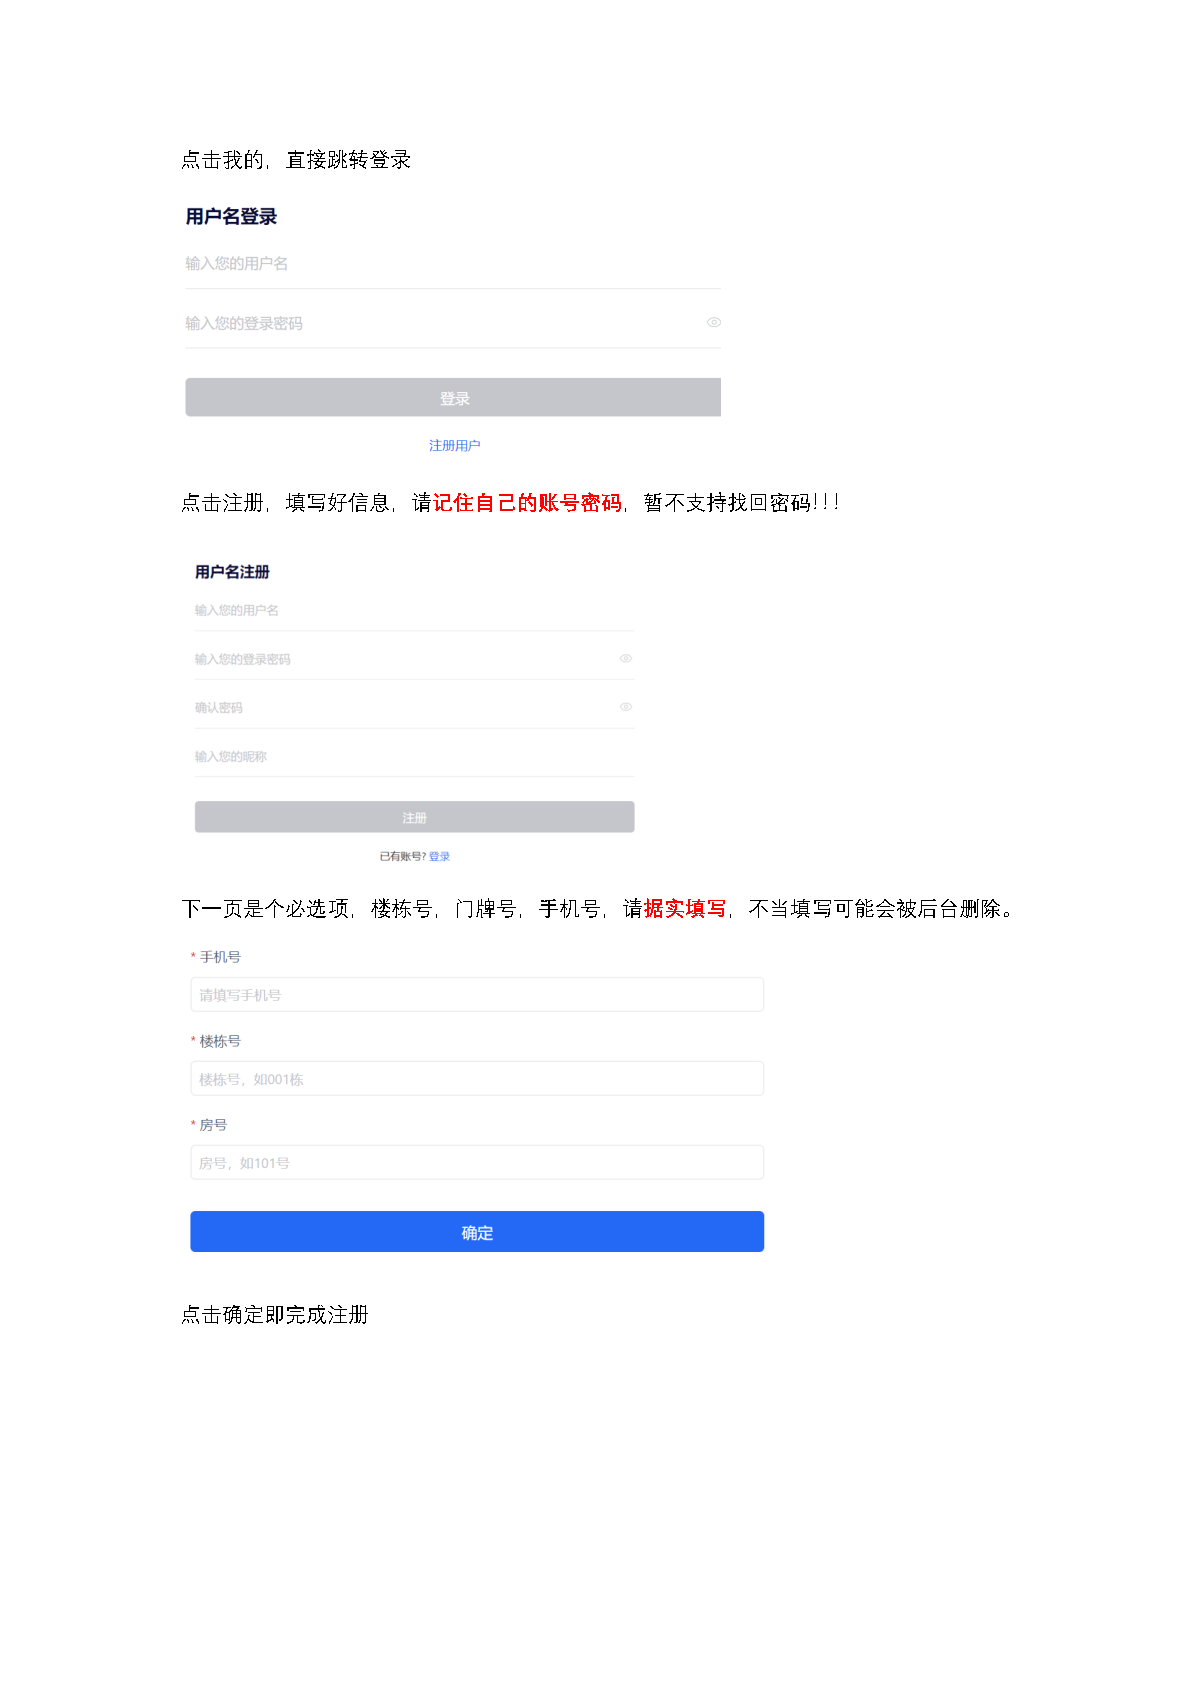 点击我的，直接跳转登录
用户名登录
输入您的用户名
输入您的登录密码
登录
注册用户
点击注册，填写好信息，请记住自己的账号密码，暂不支持找回密码!!!
用户名注册
输入您的用户名
输入您的登录密码
确认密码
输入您的昵称
注册
已有账号? 登录
下一页是个必选项，楼栋号，门牌号，手机号，请据实填写，不当填写可能会被后台删除。
* 手机号
请填写手机号
* 楼栋号
楼栋号，如001栋
* 房号
房号，如101号
确定
点击确定即完成注册